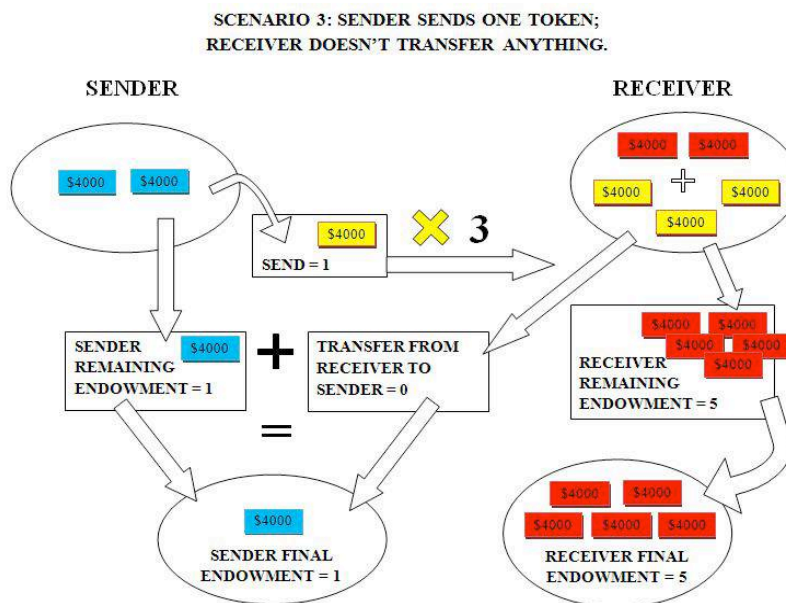 SCENARIO 3: SENDER SENDS ONE TOKEN;
RECEIVER DOESN'T TRANSFER ANYTHING.
SENDER
RECEIVER
$4000 $4000
$4000 $4000
+
$4000 $4000
$4000
$4000
SEND = 1
× 3
SENDER
REMAINING
ENDOWMENT = 1
$4000
+
TRANSFER FROM
RECEIVER TO
SENDER = 0
$4000 $4000
$4000 $4000
$4000
RECEIVER
REMAINING
ENDOWMENT = 5
=
$4000
SENDER FINAL
ENDOWMENT = 1
$4000 $4000
$4000 $4000 $4000
RECEIVER FINAL
ENDOWMENT = 5